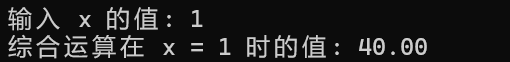 输入 x 的值: 1
综合运算在 x = 1 时的值: 40.00